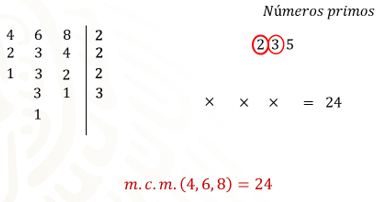 Números primos
4 6 8 | 2
2 3 4 | 2
1 3 2 | 2
3 1 | 3
1
2 3 5
× × × = 24
m.c.m.(4,6,8) = 24